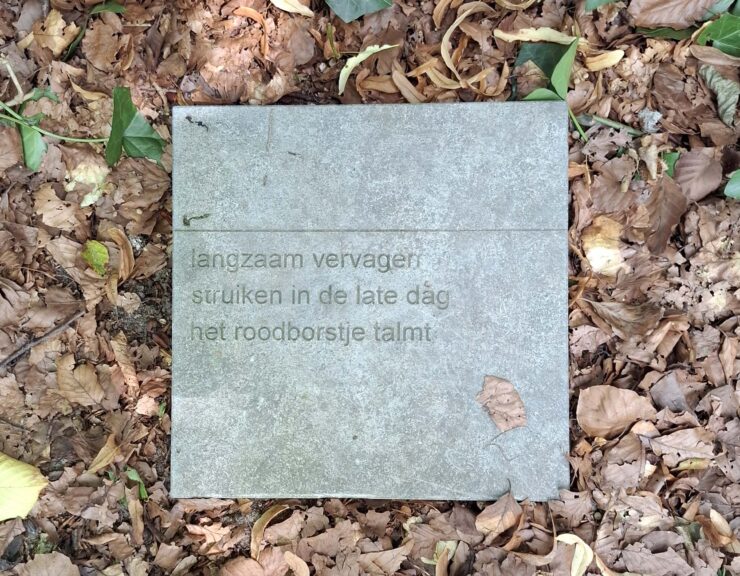 langzaam vervagen
struiken in de late dag
het roodborstje talmt